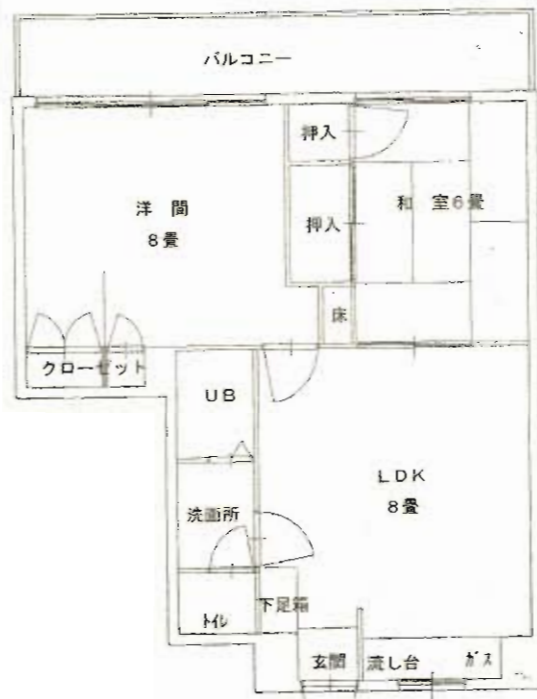 バルコニー
押入
洋間
8畳
押入
和室6畳
床
クローゼット
UB
LDK
8畳
洗面所
トイレ
下足箱
玄関
流し台
ガス